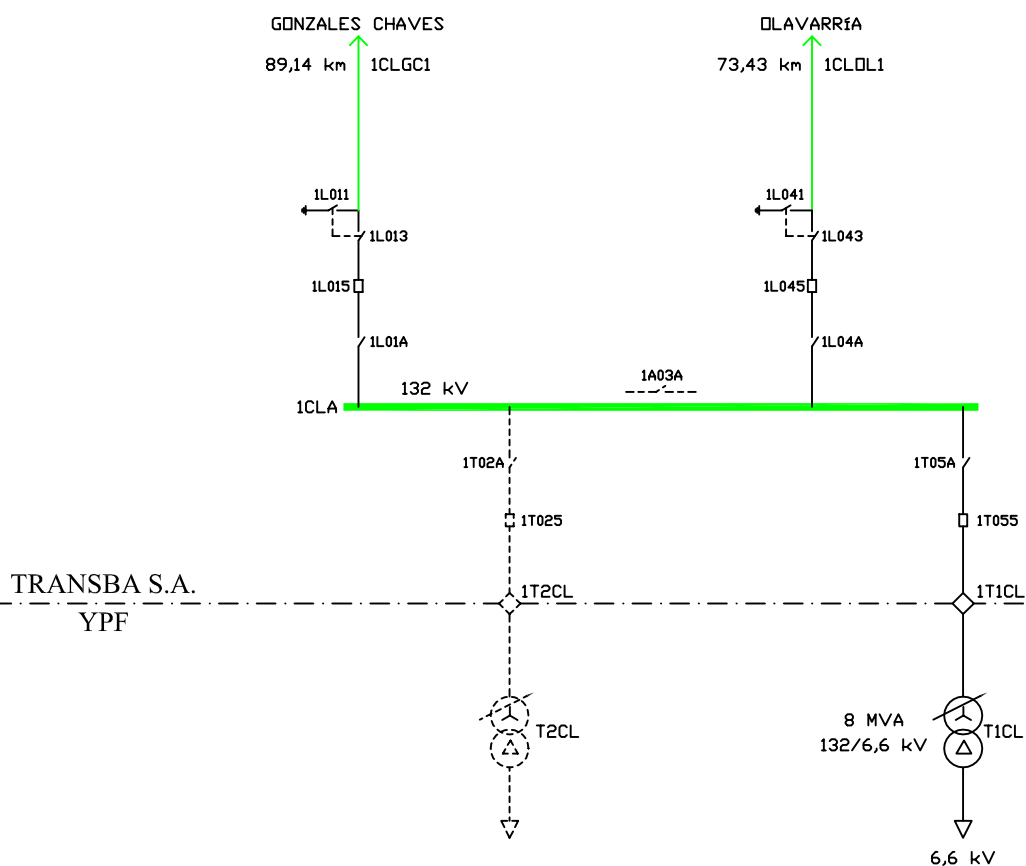 GONZALES CHAVES
OLAVARRíA
89,14 km
1CLGC1
73,43 km
1CLOL1
1L011
1L041
1L013
1L043
1L015
1L045
1L01A
1L04A
1A03A
132 kV
1CLA
1T02A
1T05A
1T025
1T055
TRANSBA S.A.
1T2CL
1T1CL
YPF
8 MVA
T2CL
T1CL
132/6,6 kV
6,6 kV